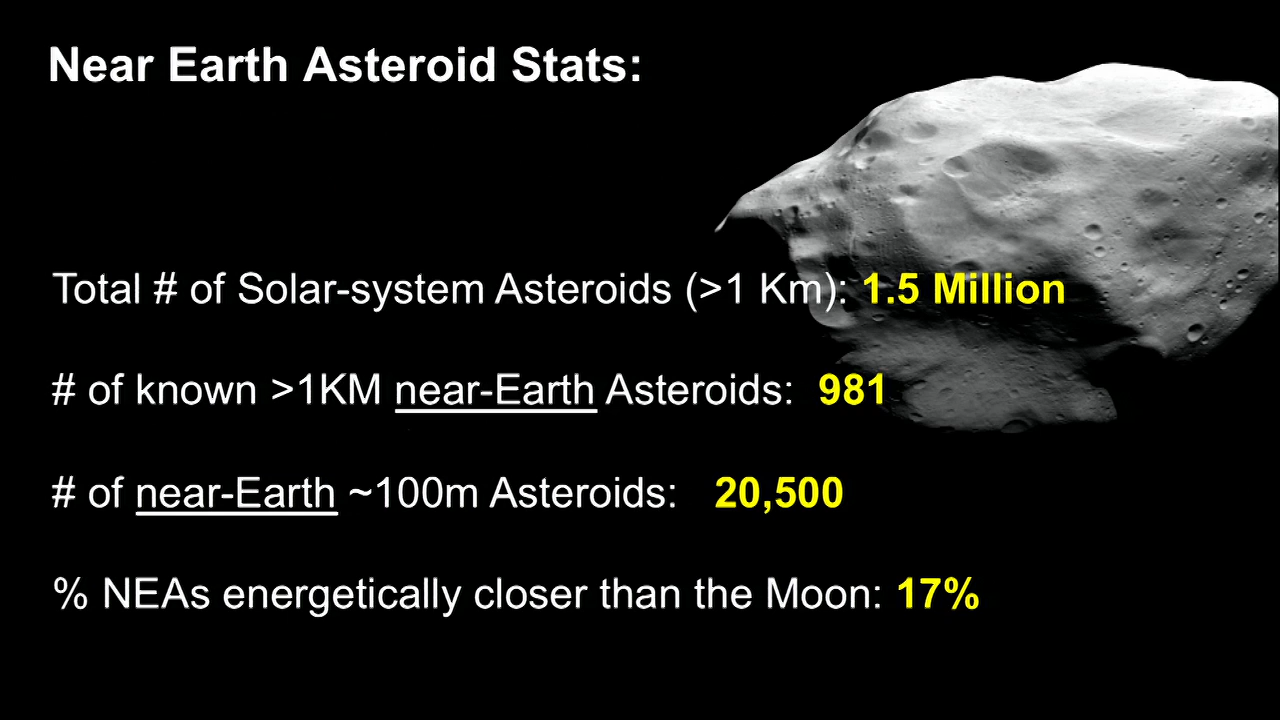 Near Earth Asteroid Stats:
Total # of Solar-system Asteroids (>1 Km): 1.5 Million
# of known >1KM near-Earth Asteroids: 981
# of near-Earth ~100m Asteroids: 20,500
% NEAs energetically closer than the Moon: 17%